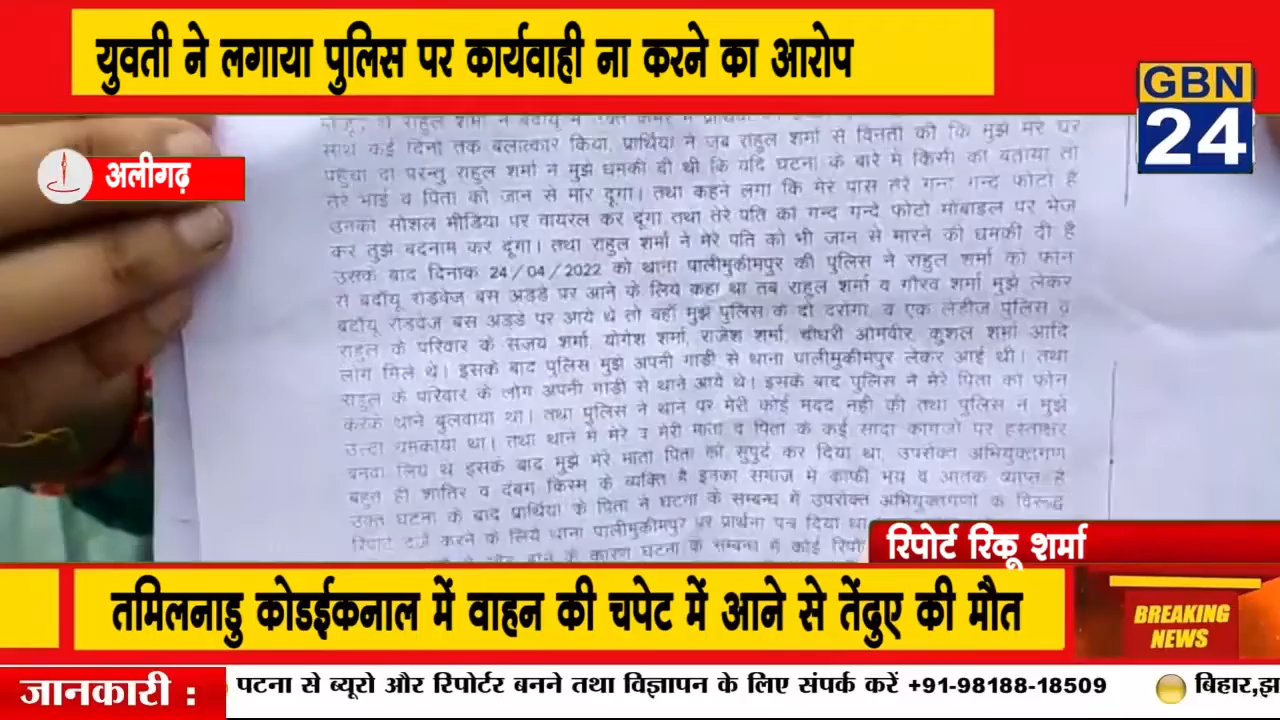 युवती ने लगाया पुलिस पर कार्यवाही ना करने का आरोप
GBN
24
अलीगढ़
राहुल शर्मा ने बदायू में
साथ कई दिनो तक बलात्कार किया, प्रार्थिया ने जब राहुल शर्मा से विनती की कि मुझे मेरे घर
पहुंचा दो परन्तु राहुल शर्मा ने मुझे धमकी दी थी कि यदि घटना के बारे मे किसी को बताया तो
तेरे भाई व पिता को जान से मार दूगा। तथा कहने लगा कि मेरे पास तेरे गन्दे गन्दे फोटो है
उनको सोशल मीडिया पर वायरल कर दूगा तथा तेरे पति को गन्दे गन्दे फोटो मोबाइल पर भेज
कर तुझे बदनाम कर दूंगा। तथा राहुल शर्मा ने मेरे पति को भी जान से मारने की धमकी दी है
उसके बाद दिनांक 24/04/2022 को थाना पालीमुकीमपुर की पुलिस ने राहुल शर्मा को फोन
से बदाँयू रोडवेज बस अड्डे पर आने के लिये कहा था तब राहुल शर्मा व गौरव शर्मा मुझे लेकर
बदाँयू रोडवेज बस अड्डे पर आये थे तो वहाँ मुझे पुलिस के दो दरोगा, व एक लेडीज पुलिस व
राहुल के परिवार के संजय शर्मा, योगेश शर्मा, राजेश शर्मा, चौधरी ओमवीर, कुशल शर्मा आदि
लोग मिले थे। इसके बाद पुलिस मुझे अपनी गाडी से थाना पालीमुकीमपुर लेकर आई थी। तथा
राहुल के परिवार के लोग अपनी गाडी से थाने आये थे। इसके बाद पुलिस ने मेरे पिता को फोन
करके थाने बुलवाया था। तथा पुलिस ने थाने पर मेरी कोई मदद नही की तथा पुलिस ने मुझे
उल्टा धमकाया था। तथा थाने मे मेरे व मेरी माता व पिता के कई सादा कागजो पर हस्ताक्षर
बनवा लिये थे इसके बाद मुझे मेरे माता पिता को सुपुर्द कर दिया था, उपरोक्त अभियुक्तगण
बहुत ही शातिर व दबंग किस्म के व्यक्ति है इनका समाज मे काफी भय व आतंक व्याप्त है
उक्त घटना के बाद प्रार्थिया के पिता ने घटना के सम्बन्ध में उपरोक्त अभियुक्तगणों के विरूद्ध
रिपोर्ट दर्ज करने के लिये थाना पालीमुकीमपुर पर प्रार्थना पत्र दिया था
होने के कारण घटना के सम्बन्ध में कोई
रिपोर्ट रिंकू शर्मा
तमिलनाडु कोडईकनाल में वाहन की चपेट में आने से तेंदुए की मौत
BREAKING
NEWS
जानकारी : पटना से ब्यूरो और रिपोर्टर बनने तथा विज्ञापन के लिए संपर्क करें +91-98188-18509 बिहार,झ